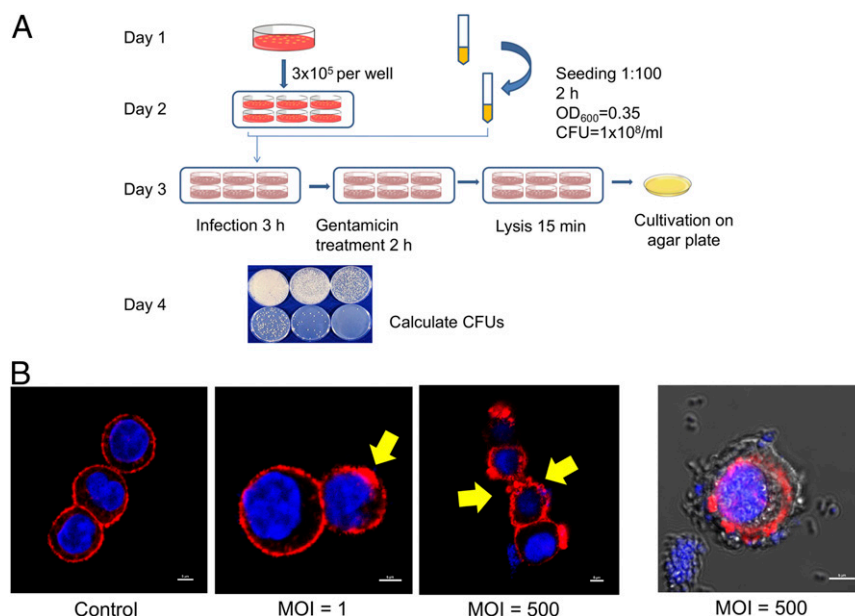 A
Day 1
3x10⁵ per well
Seeding 1:100
2 h
OD₆₀₀=0.35
CFU=1x10⁸/ml
Day 2
Day 3
Infection 3 h
Gentamicin
treatment 2 h
Lysis 15 min
Cultivation on
agar plate
Day 4
Calculate CFUs
B
Control
MOI = 1
MOI = 500
MOI = 500